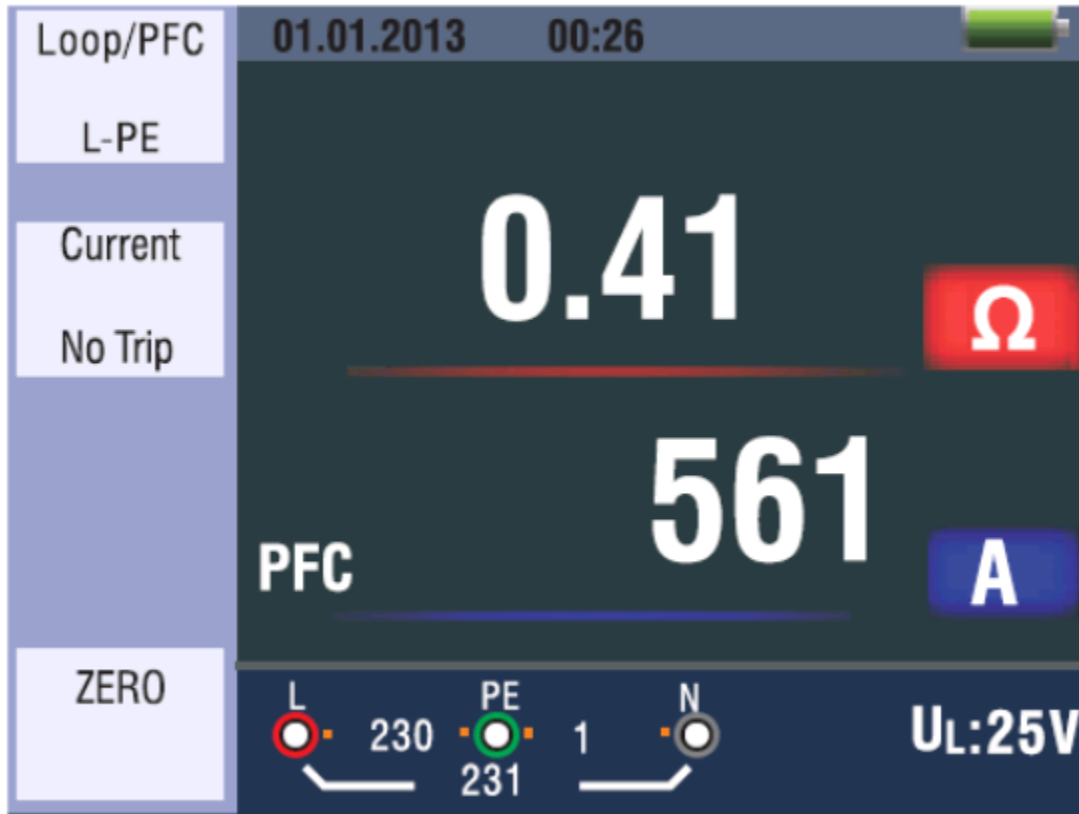 Loop/PFC
L-PE
Current
No Trip
ZERO
01.01.2013 00:26
0.41
Ω
561
PFC
A
L PE N
230 1
231
UL:25V